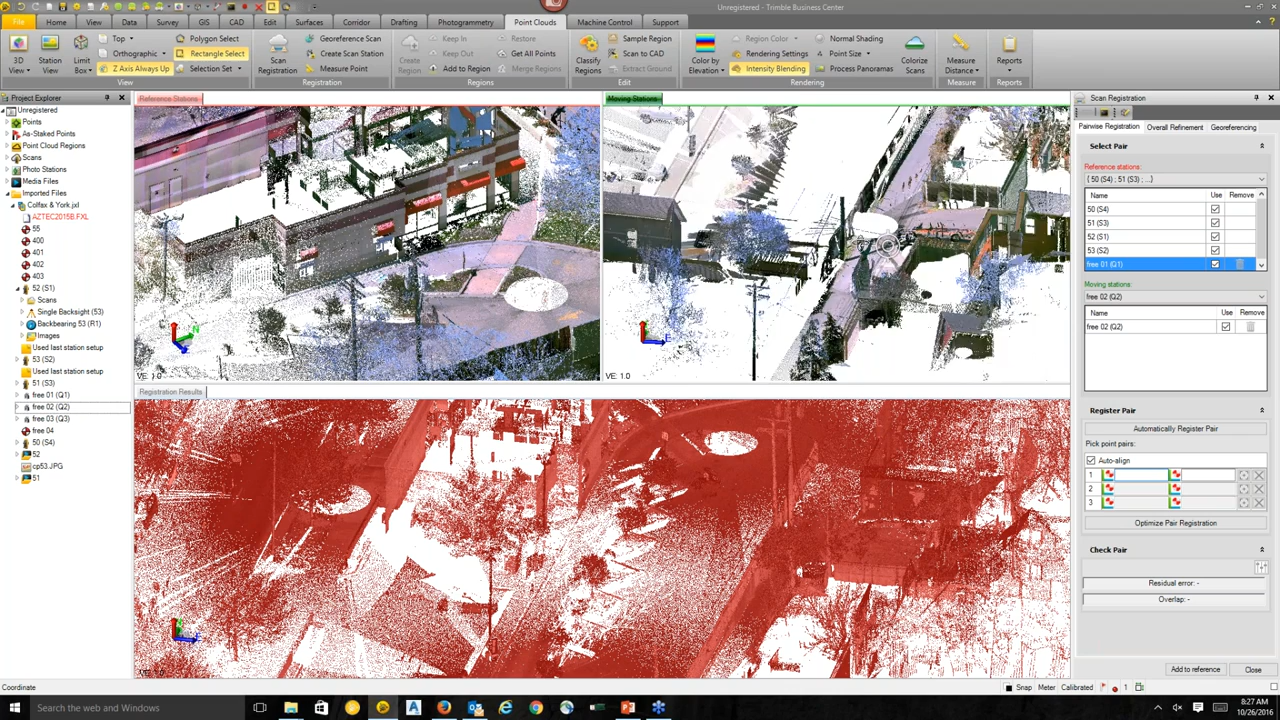 Unregistered - Trimble Business Center
File Home View Data Survey GIS CAD Edit Surfaces Corridor Drafting Photogrammetry Point Clouds Machine Control Support
Top Polygon Select Georeference Scan Keep In Restore Sample Region Region Color Normal Shading
Orthographic Rectangle Select Create Scan Station Keep Out Get All Points Scan to CAD Rendering Settings Point Size
Z Axis Always Up Selection Set Measure Point Add to Region Merge Regions Extract Ground Intensity Blending Process Panoramas
3D View Station View Limit Box Scan Registration Create Region Classify Regions Color by Elevation Colorize Scans Measure Distance Reports
View Registration Regions Edit Rendering Measure Reports
Project Explorer
Unregistered
Points
As-Staked Points
Point Cloud Regions
Scans
Photo Stations
Media Files
Imported Files
Colfax & York.jxl
AZTEC2015B.FXL
55
400
401
402
403
52 (S1)
Scans
Single Backsight (53)
Backbearing 53 (R1)
Images
Used last station setup
53 (S2)
Used last station setup
51 (S3)
free 01 (Q1)
free 02 (Q2)
free 03 (Q3)
free 04
50 (S4)
52
cp53.JPG
51
Reference Stations
VE: 1.0
Moving Stations
VE: 1.0
Registration Results
Scan Registration
Pairwise Registration Overall Refinement Georeferencing
Select Pair
Reference stations:
{ 50 (S4) ; 51 (S3) ; ...}
Name Use Remove
50 (S4)
51 (S3)
52 (S1)
53 (S2)
free 01 (Q1)
Moving stations:
free 02 (Q2)
Name Use Remove
free 02 (Q2)
Register Pair
Automatically Register Pair
Pick point pairs:
Auto-align
1
2
3
Optimize Pair Registration
Check Pair
Residual error: -
Overlap: -
Add to reference Close
Coordinate Snap Meter Calibrated 1
Search the web and Windows
8:27 AM
10/26/2016